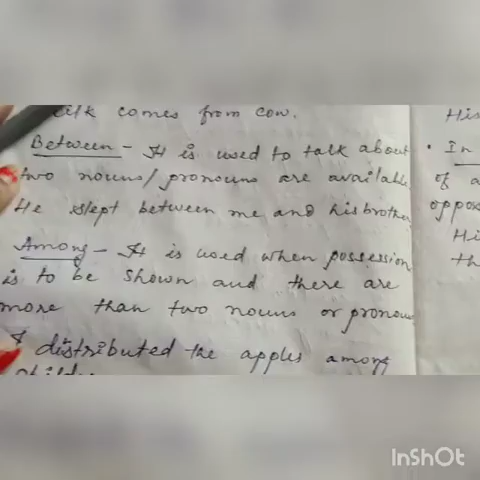 comes from cow.
Between - It is used to talk about
two nouns/pronouns are available
He slept between me and his brother
Among - It is used when possession
is to be shown and there are
more than two nouns or pronoun
I distributed the apples among
His
• In
of a
oppos
Hi
th
InShOt